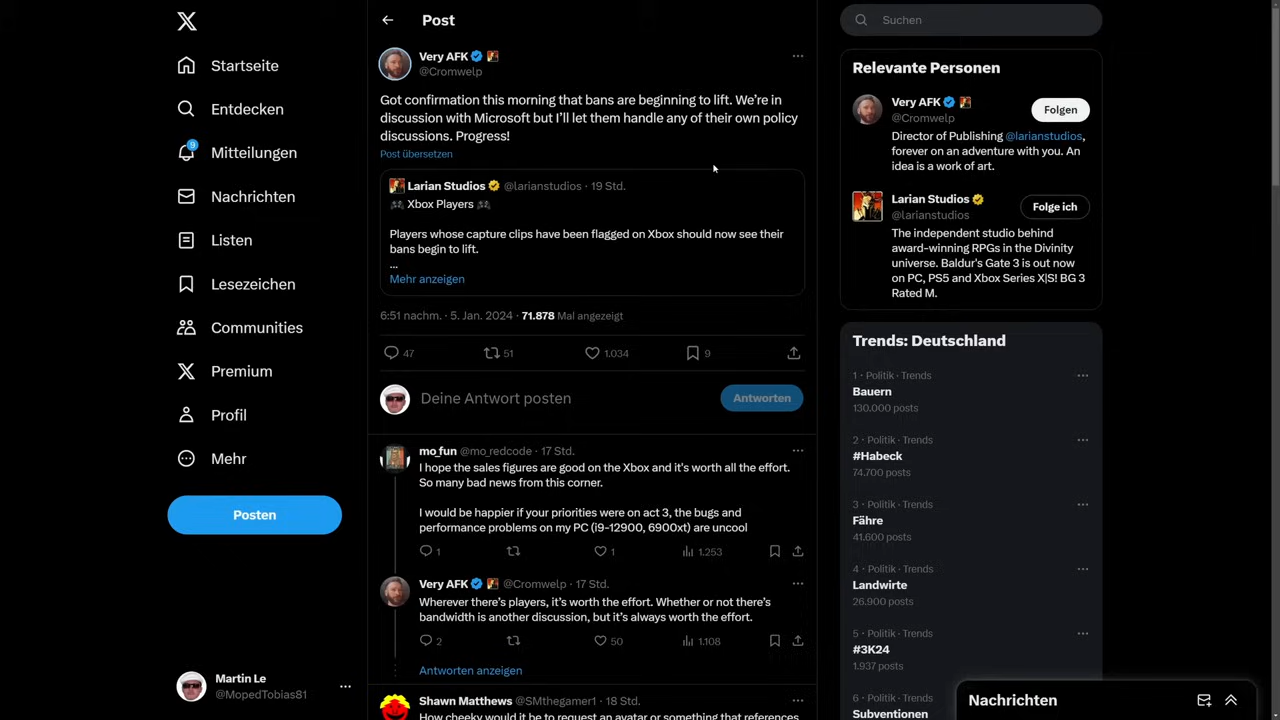 Startseite
Entdecken
9
Mitteilungen
Nachrichten
Listen
Lesezeichen
Communities
Premium
Profil
Mehr
Posten
Martin Le
@MopedTobias81
Post
Very AFK
@Cromwelp
Got confirmation this morning that bans are beginning to lift. We’re in
discussion with Microsoft but I’ll let them handle any of their own policy
discussions. Progress!
Post übersetzen
Larian Studios @larianstudios · 19 Std.
🎮 Xbox Players 🎮
Players whose capture clips have been flagged on Xbox should now see their
bans begin to lift.
...
Mehr anzeigen
6:51 nachm. · 5. Jan. 2024 · 71.878 Mal angezeigt
47 51 1.034 9
Deine Antwort posten
Antworten
mo_fun @mo_redcode · 17 Std.
I hope the sales figures are good on the Xbox and it's worth all the effort.
So many bad news from this corner.
I would be happier if your priorities were on act 3, the bugs and
performance problems on my PC (i9-12900, 6900xt) are uncool
1 1 1.253
Very AFK @Cromwelp · 17 Std.
Wherever there’s players, it’s worth the effort. Whether or not there’s
bandwidth is another discussion, but it’s always worth the effort.
2 50 1.108
Antworten anzeigen
Shawn Matthews @SMthegamer1 · 18 Std.
How cheeky would it be to request an avatar or something that references
Suchen
Relevante Personen
Very AFK
@Cromwelp
Folgen
Director of Publishing @larianstudios,
forever on an adventure with you. An
idea is a work of art.
Larian Studios
@larianstudios
Folge ich
The independent studio behind
award-winning RPGs in the Divinity
universe. Baldur's Gate 3 is out now
on PC, PS5 and Xbox Series X|S! BG 3
Rated M.
Trends: Deutschland
1 · Politik · Trends
Bauern
130.000 posts
2 · Politik · Trends
#Habeck
74.700 posts
3 · Politik · Trends
Fähre
41.600 posts
4 · Politik · Trends
Landwirte
26.900 posts
5 · Politik · Trends
#3K24
1.937 posts
6 · Politik · Trends
Subventionen
Nachrichten